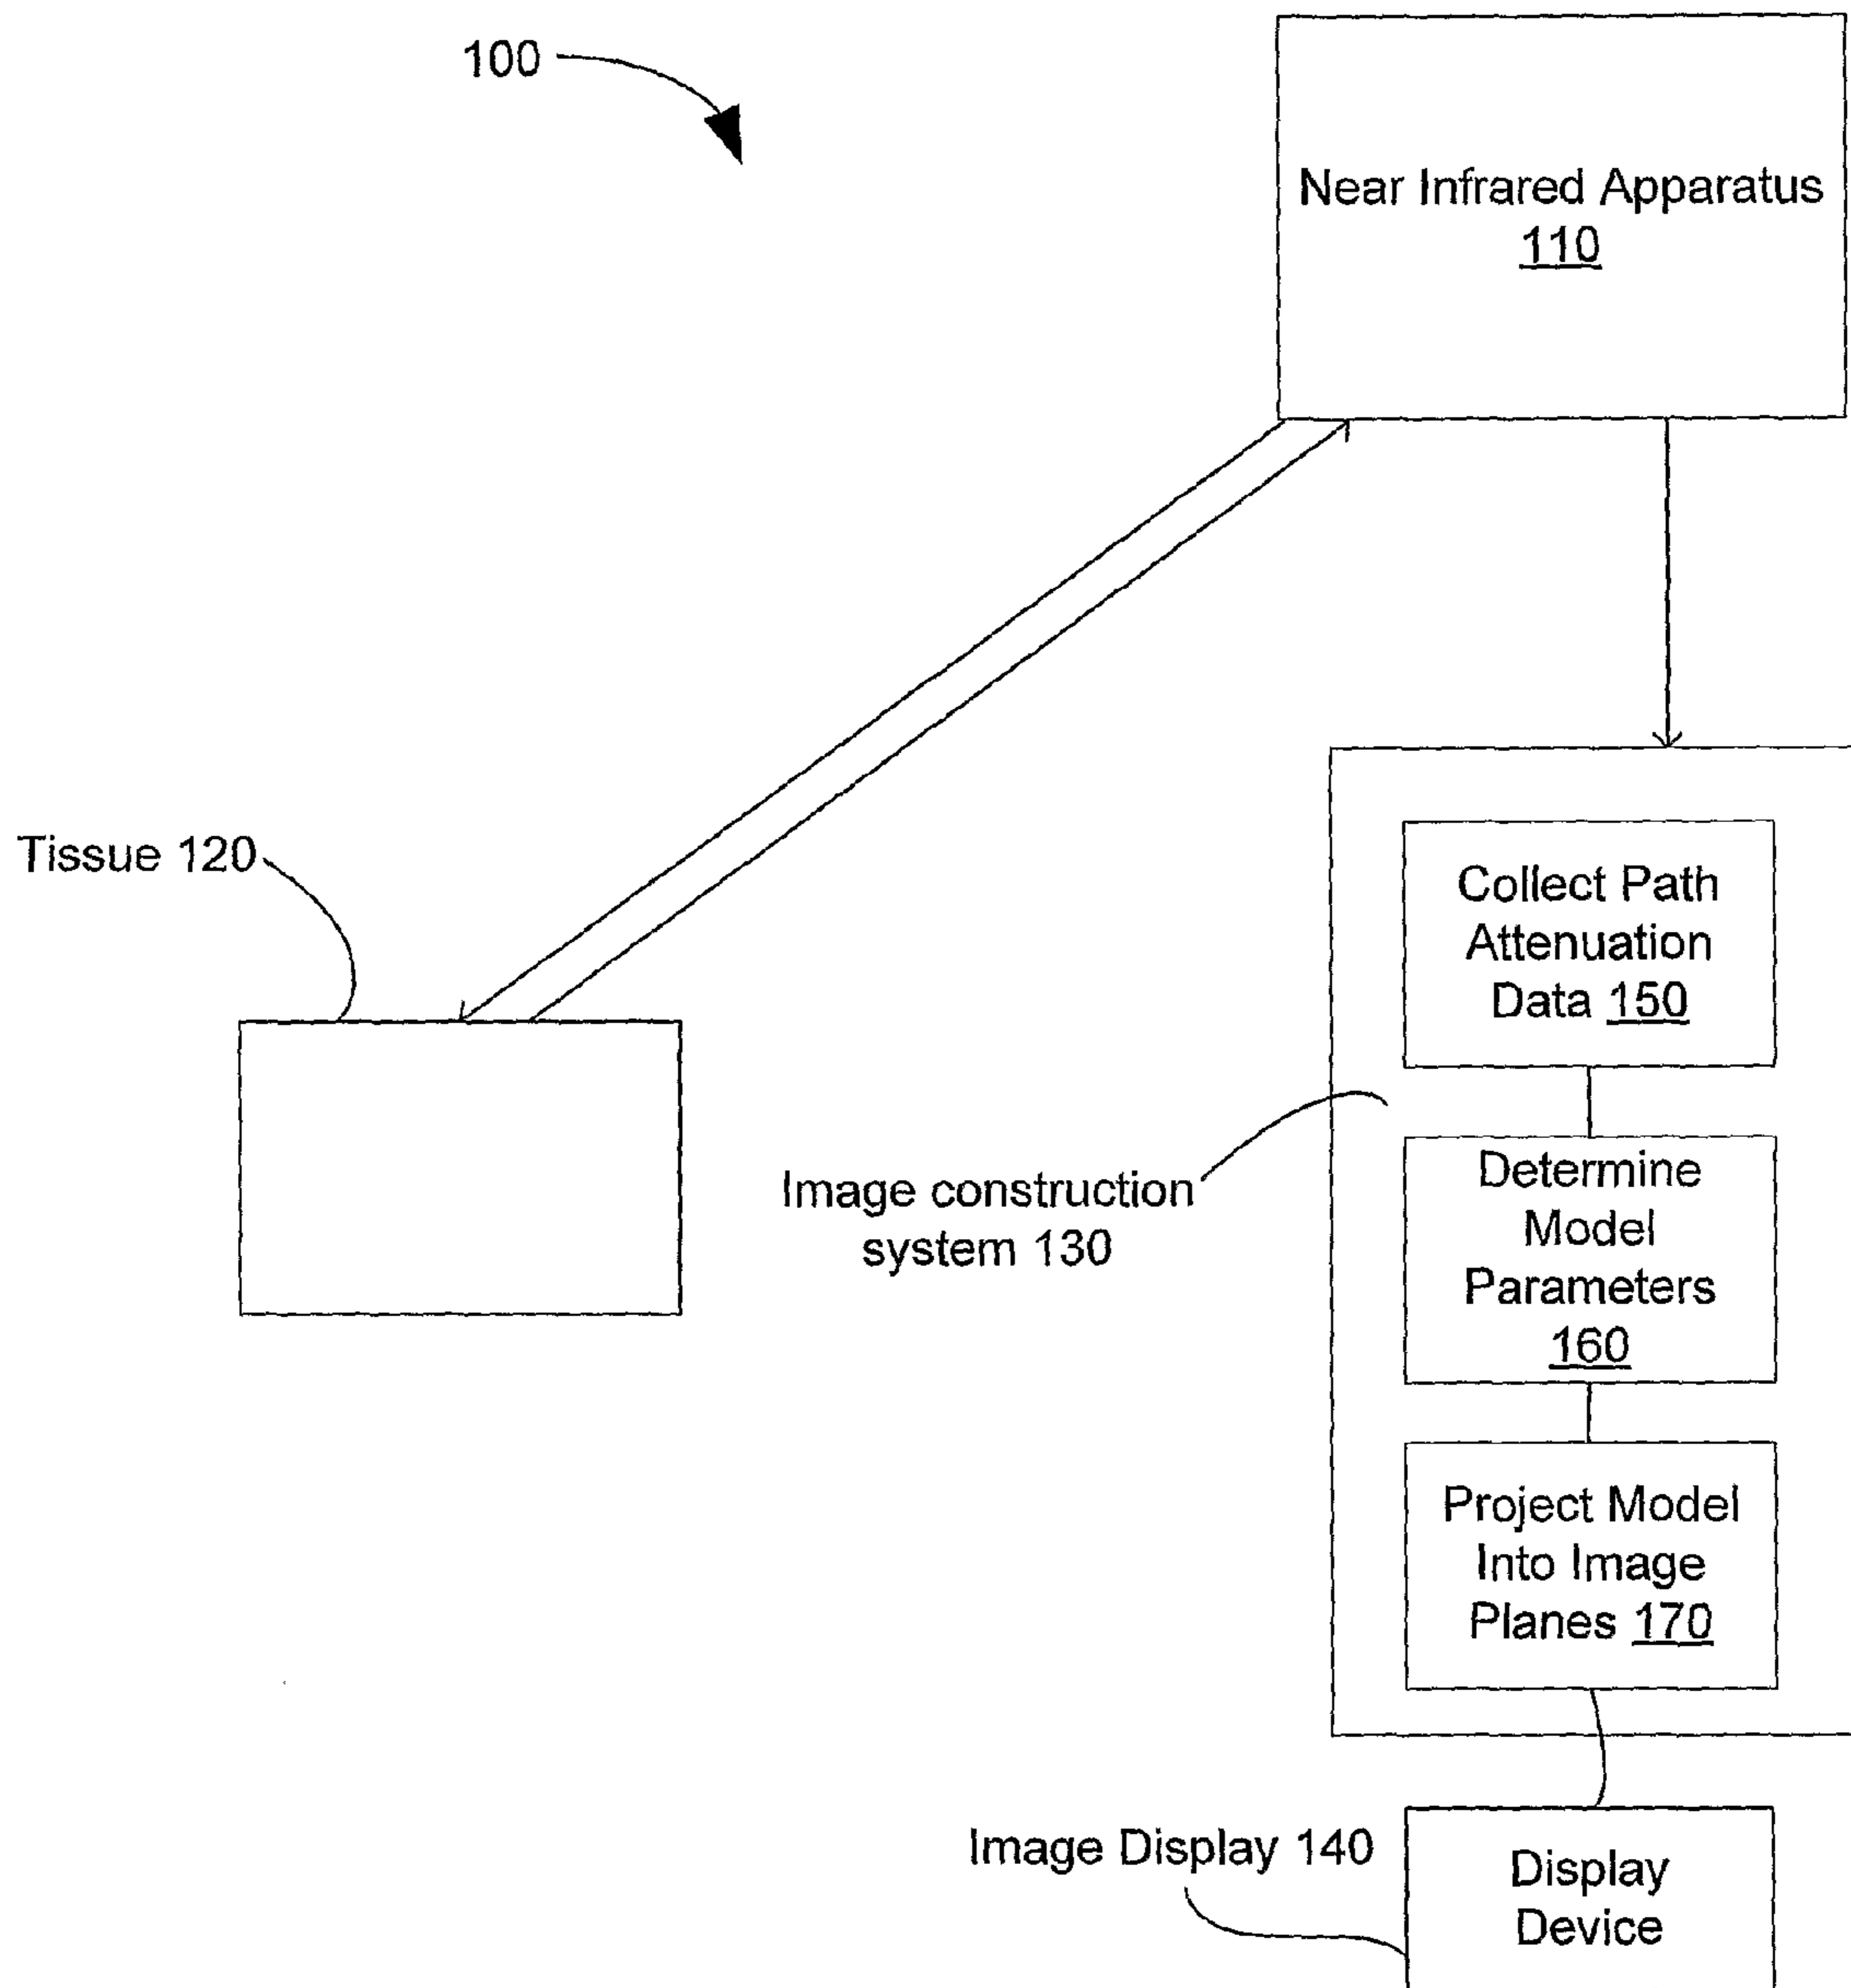 100
Near Infrared Apparatus
110
Tissue 120
Collect Path
Attenuation
Data 150
Image construction
system 130
Determine
Model
Parameters
160
Project Model
Into Image
Planes 170
Image Display 140
Display
Device